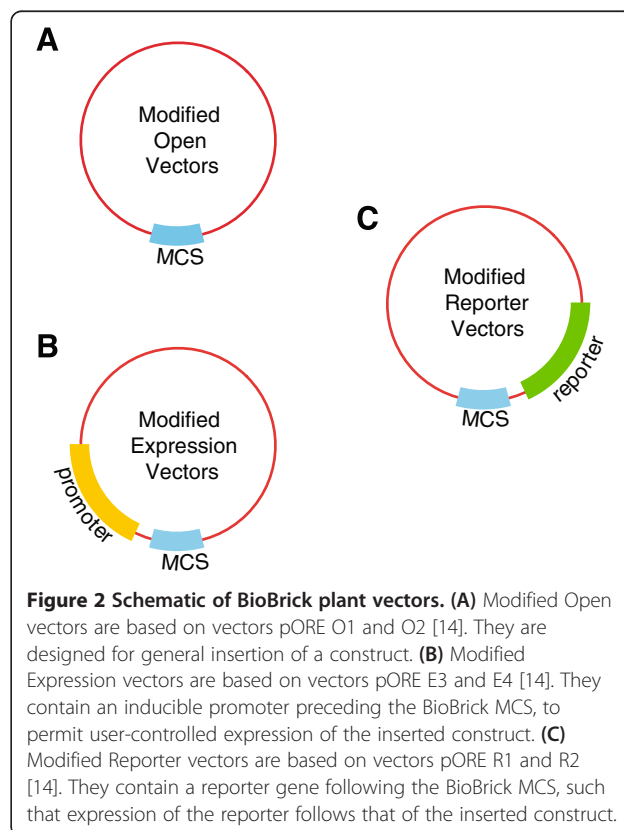 A
Modified
Open
Vectors
MCS
B
Modified
Expression
Vectors
promoter
MCS
C
Modified
Reporter
Vectors
reporter
MCS
Figure 2 Schematic of BioBrick plant vectors. (A) Modified Open
vectors are based on vectors pORE O1 and O2 [14]. They are
designed for general insertion of a construct. (B) Modified
Expression vectors are based on vectors pORE E3 and E4 [14]. They
contain an inducible promoter preceding the BioBrick MCS, to
permit user-controlled expression of the inserted construct. (C)
Modified Reporter vectors are based on vectors pORE R1 and R2
[14]. They contain a reporter gene following the BioBrick MCS, such
that expression of the reporter follows that of the inserted construct.